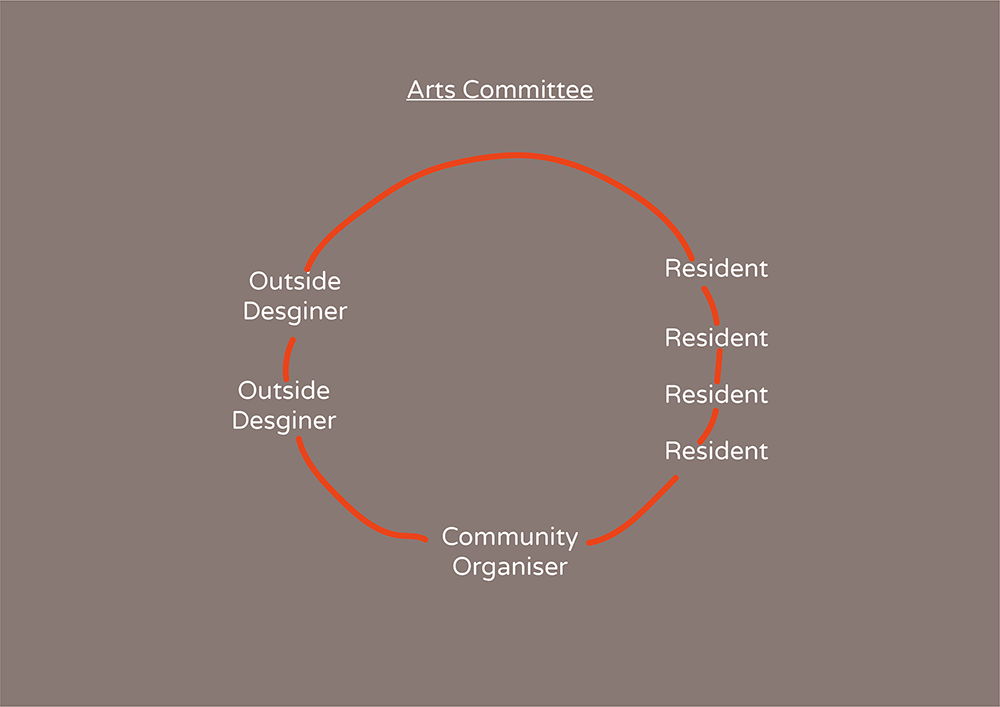 Arts Committee
Outside
Desginer
Outside
Desginer
Resident
Resident
Resident
Resident
Community
Organiser